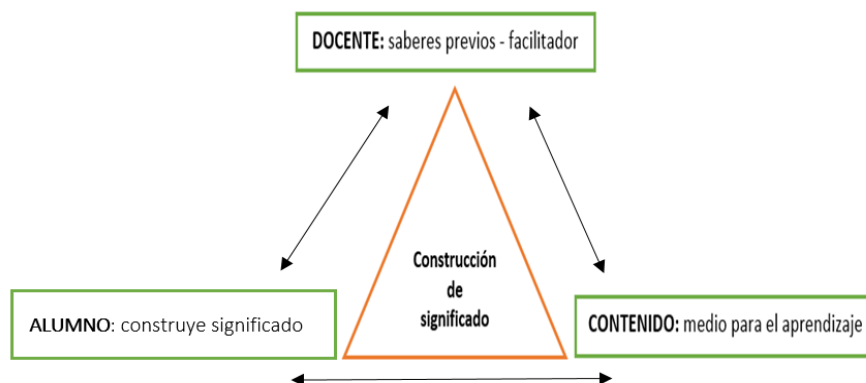 DOCENTE: saberes previos - facilitador
Construcción
de
significado
ALUMNO: construye significado
CONTENIDO: medio para el aprendizaje